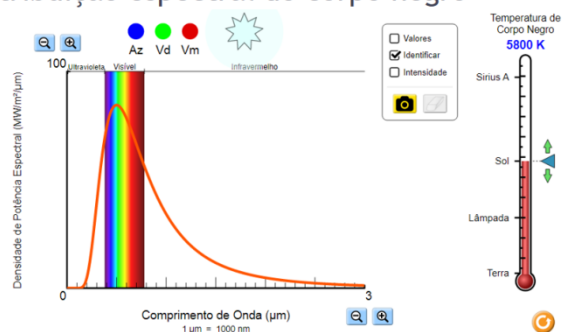 Az Vd Vm
100
Ultravioleta Visível Infravermelho
Densidade de Potência Espectral (MW/m²/µm)
0
3
Comprimento de Onda (µm)
1 µm = 1000 nm
Valores
Identificar
Intensidade
Temperatura de
Corpo Negro
5800 K
Sirius A
Sol
Lâmpada
Terra